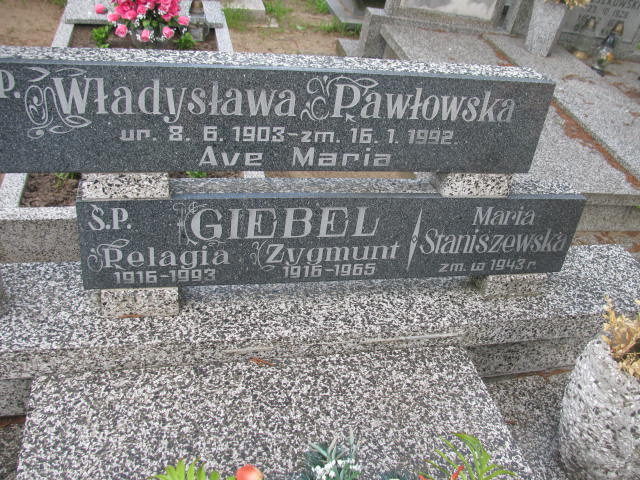 Ś.P. Władysława Pawłowska
ur. 8. 6. 1903 - zm. 16. 1. 1992.
Ave Maria
Ś.P. GIEBEL
Pelagia Zygmunt
1916-1993 1916-1965
Maria
Staniszewska
zm. w 1943 r